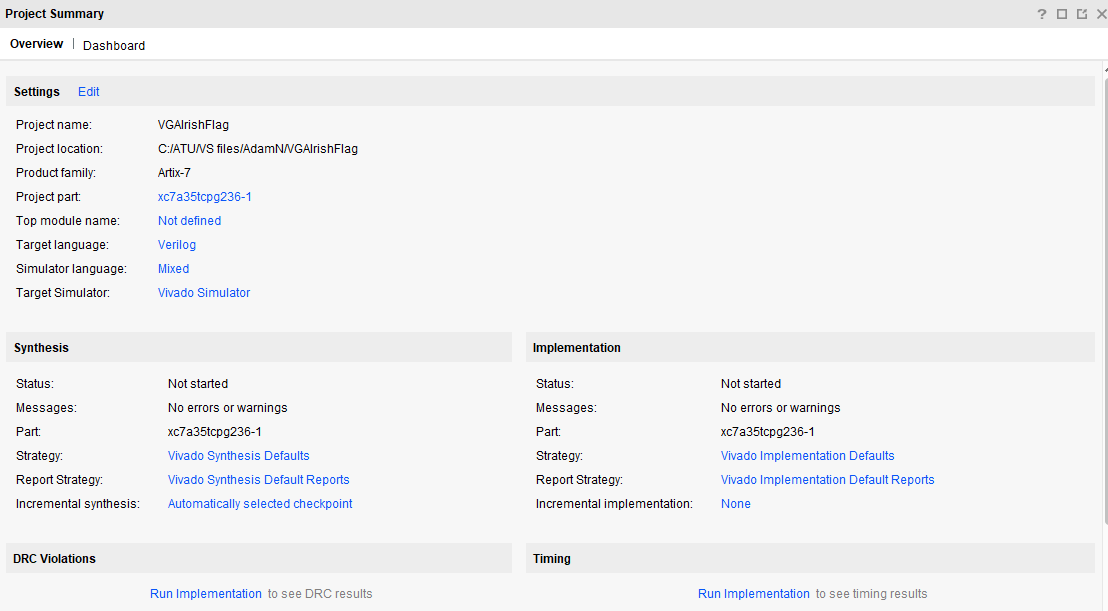 Project Summary
Overview | Dashboard
Settings Edit
Project name: VGAIrishFlag
Project location: C:/ATU/VS files/AdamN/VGAIrishFlag
Product family: Artix-7
Project part: xc7a35tcpg236-1
Top module name: Not defined
Target language: Verilog
Simulator language: Mixed
Target Simulator: Vivado Simulator
Synthesis
Status: Not started
Messages: No errors or warnings
Part: xc7a35tcpg236-1
Strategy: Vivado Synthesis Defaults
Report Strategy: Vivado Synthesis Default Reports
Incremental synthesis: Automatically selected checkpoint
Implementation
Status: Not started
Messages: No errors or warnings
Part: xc7a35tcpg236-1
Strategy: Vivado Implementation Defaults
Report Strategy: Vivado Implementation Default Reports
Incremental implementation: None
DRC Violations
Run Implementation to see DRC results
Timing
Run Implementation to see timing results